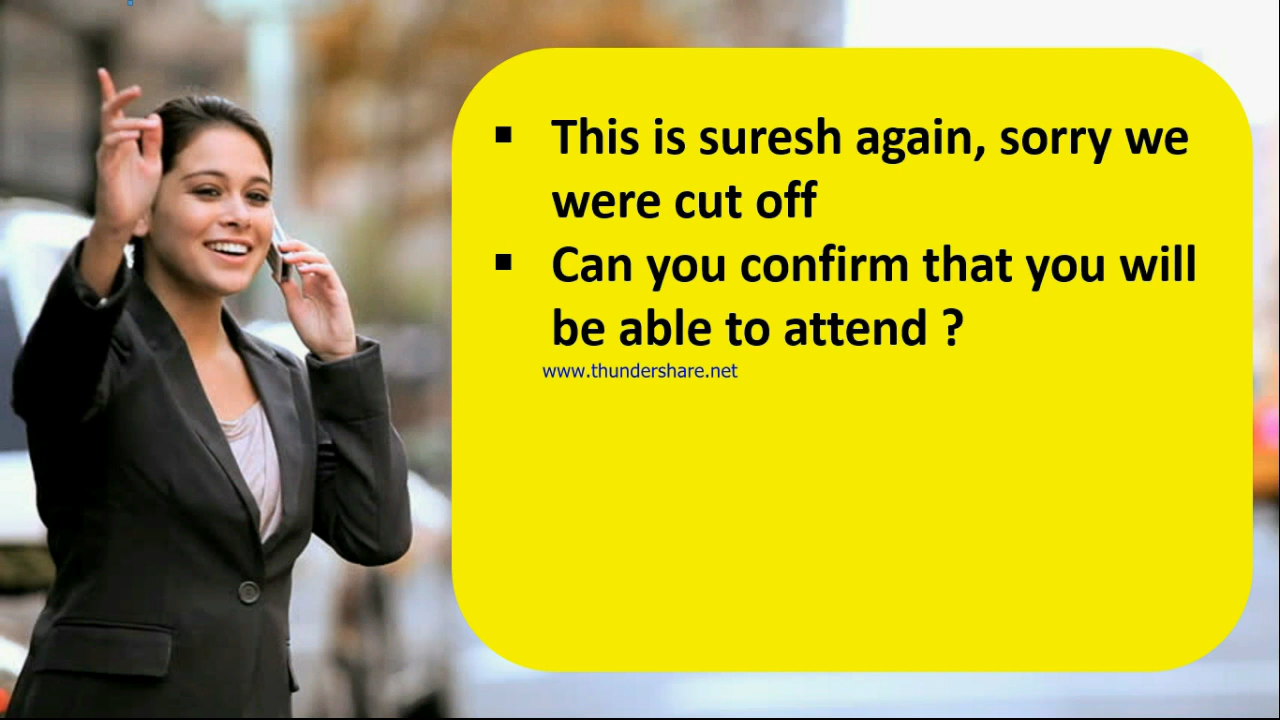 ▪ This is suresh again, sorry we
were cut off
▪ Can you confirm that you will
be able to attend ?
www.thundershare.net